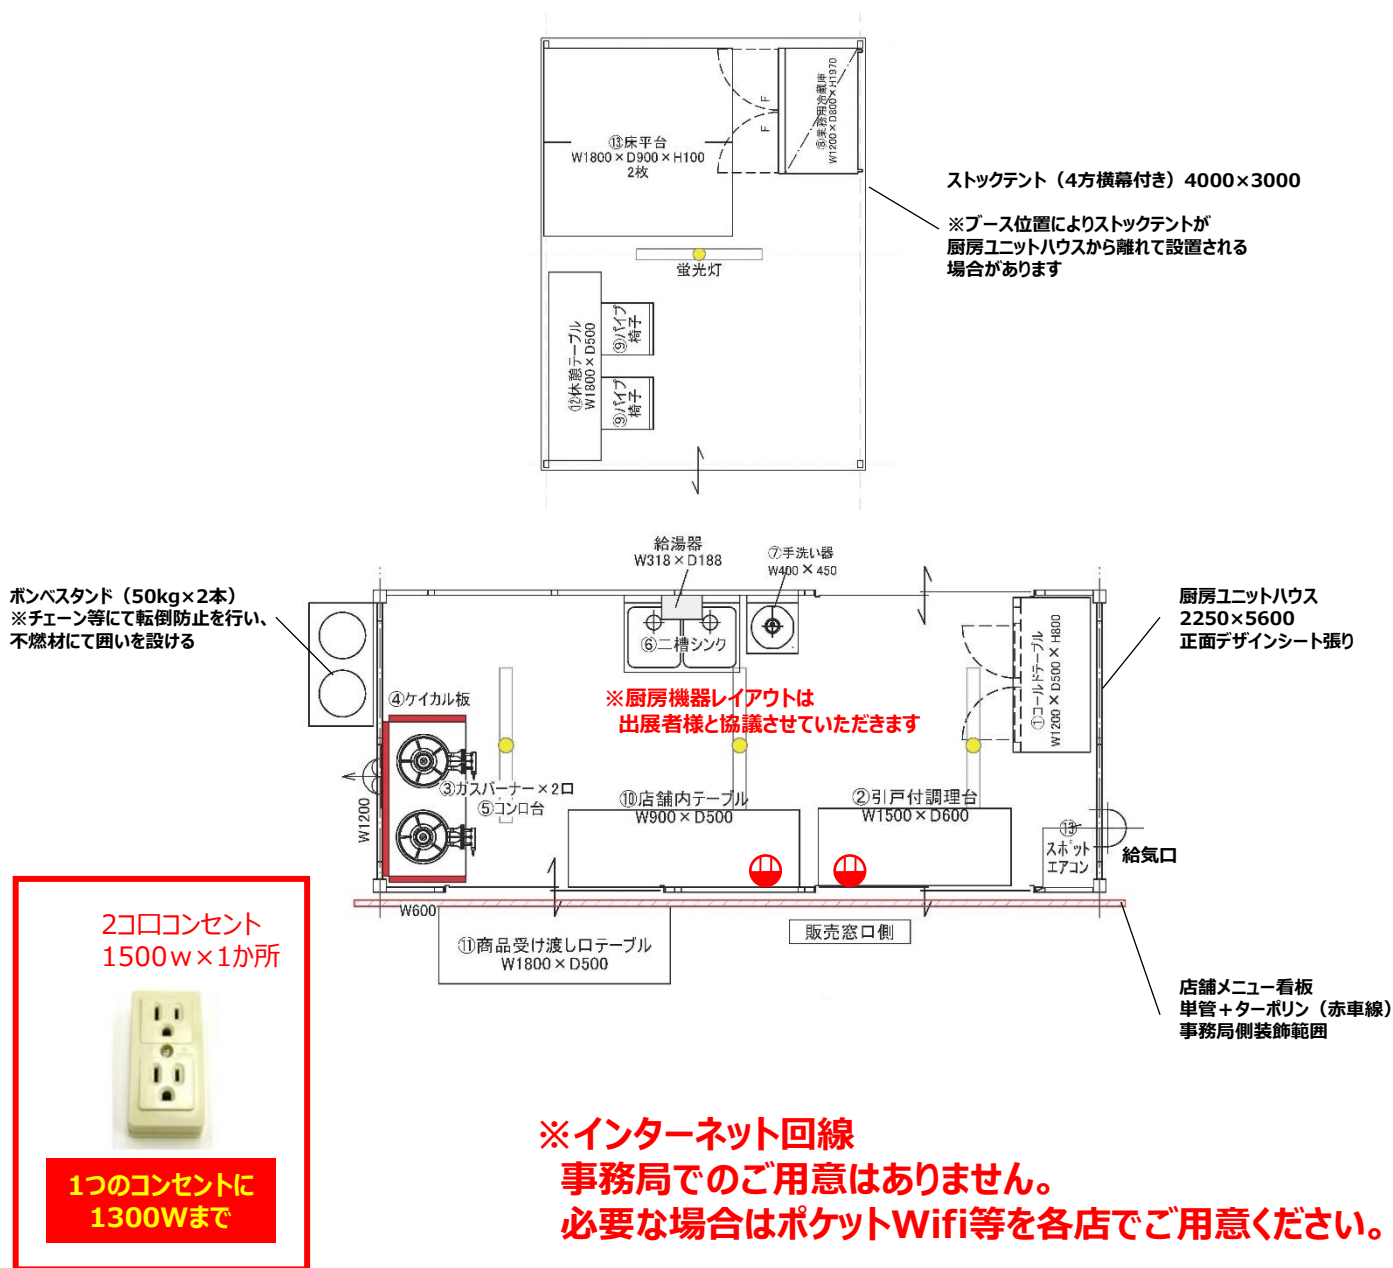 ⑬床平台
W1800×D900×H100
2枚
F
F
⑧業務用冷蔵庫
W1200×D800×H1970
ストックテント（4方横幕付き）4000×3000
※ブース位置によりストックテントが
厨房ユニットハウスから離れて設置される
場合があります
蛍光灯
⑫休憩テーブル
W1800×D500
⑨パイプ
椅子
⑨パイプ
椅子
給湯器
W318×D188
⑦手洗い器
W400×450
ボンベスタンド（50kg×2本）
※チェーン等にて転倒防止を行い、
不燃材にて囲いを設ける
厨房ユニットハウス
2250×5600
正面デザインシート張り
⑥二槽シンク
①コールドテーブル
W1200×D500×H800
④ケイカル板
※厨房機器レイアウトは
出展者様と協議させていただきます
③ガスバーナー×2口
⑤コンロ台
W1200
⑩店舗内テーブル
W900×D500
②引戸付調理台
W1500×D600
⑬
スポット
エアコン
給気口
W600
⑪商品受け渡し口テーブル
W1800×D500
販売窓口側
店舗メニュー看板
単管＋ターポリン（赤車線）
事務局側装飾範囲
2コ口コンセント
1500w×1か所
1つのコンセントに
1300Wまで
※インターネット回線
事務局でのご用意はありません。
必要な場合はポケットWifi等を各店でご用意ください。